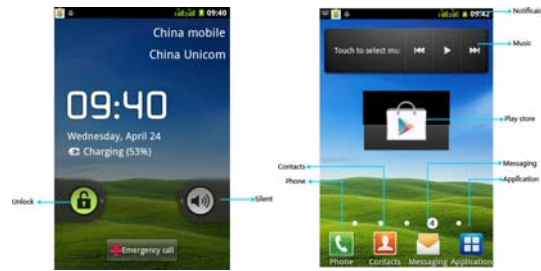 09:40
China mobile
China Unicom
09:40
Wednesday, April 24
Charging (53%)
Unlock
Silent
Emergency call
09:42
Notificai
Touch to select mu
Music
Play store
Contacts
Messaging
Phone
Application
4
Phone
Contacts
Messaging
Application